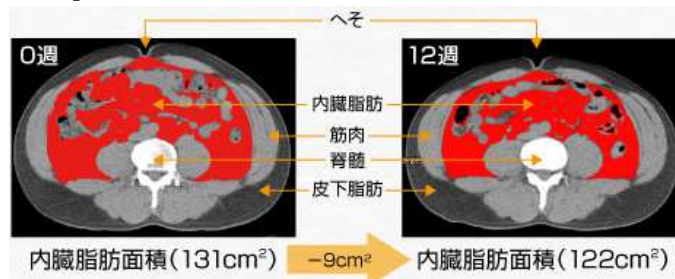 へそ
0週
12週
内臓脂肪
筋肉
脊髄
皮下脂肪
内臓脂肪面積(131cm²)
−9cm²
内臓脂肪面積(122cm²)